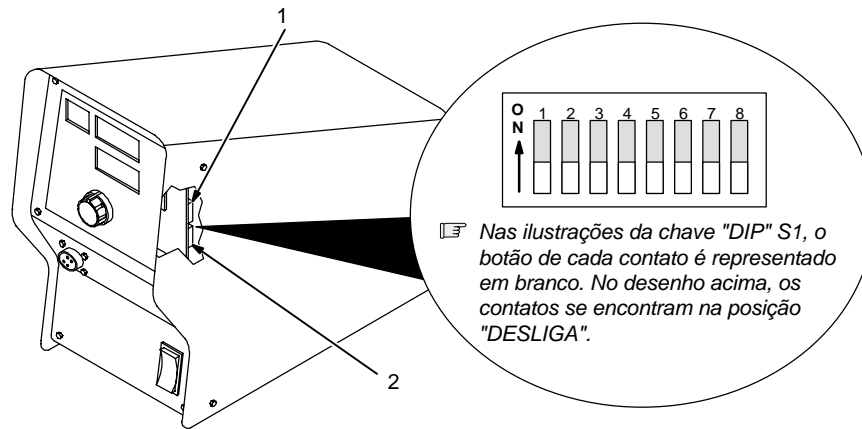 1
O
N
1 2 3 4 5 6 7 8
☞ Nas ilustrações da chave "DIP" S1, o
botão de cada contato é representado
em branco. No desenho acima, os
contatos se encontram na posição
"DESLIGA".
2